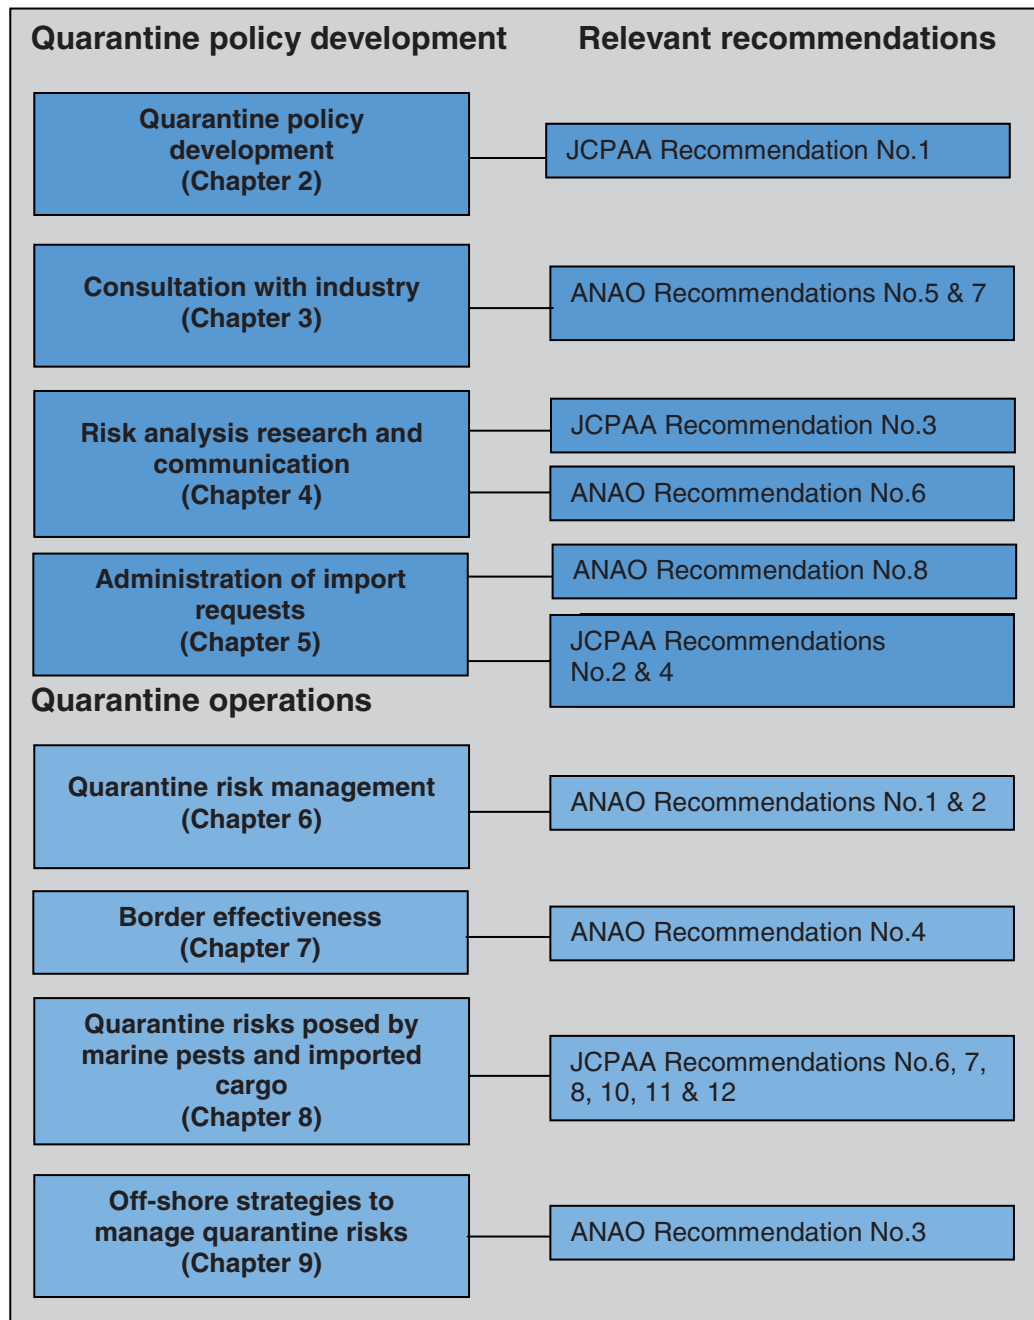 Quarantine policy development
Relevant recommendations
Quarantine policy
development
(Chapter 2)
JCPAA Recommendation No.1
Consultation with industry
(Chapter 3)
ANAO Recommendations No.5 & 7
Risk analysis research and
communication
(Chapter 4)
JCPAA Recommendation No.3
ANAO Recommendation No.6
Administration of import
requests
(Chapter 5)
ANAO Recommendation No.8
JCPAA Recommendations
No.2 & 4
Quarantine operations
Quarantine risk management
(Chapter 6)
ANAO Recommendations No.1 & 2
Border effectiveness
(Chapter 7)
ANAO Recommendation No.4
Quarantine risks posed by
marine pests and imported
cargo
(Chapter 8)
JCPAA Recommendations No.6, 7,
8, 10, 11 & 12
Off-shore strategies to
manage quarantine risks
(Chapter 9)
ANAO Recommendation No.3